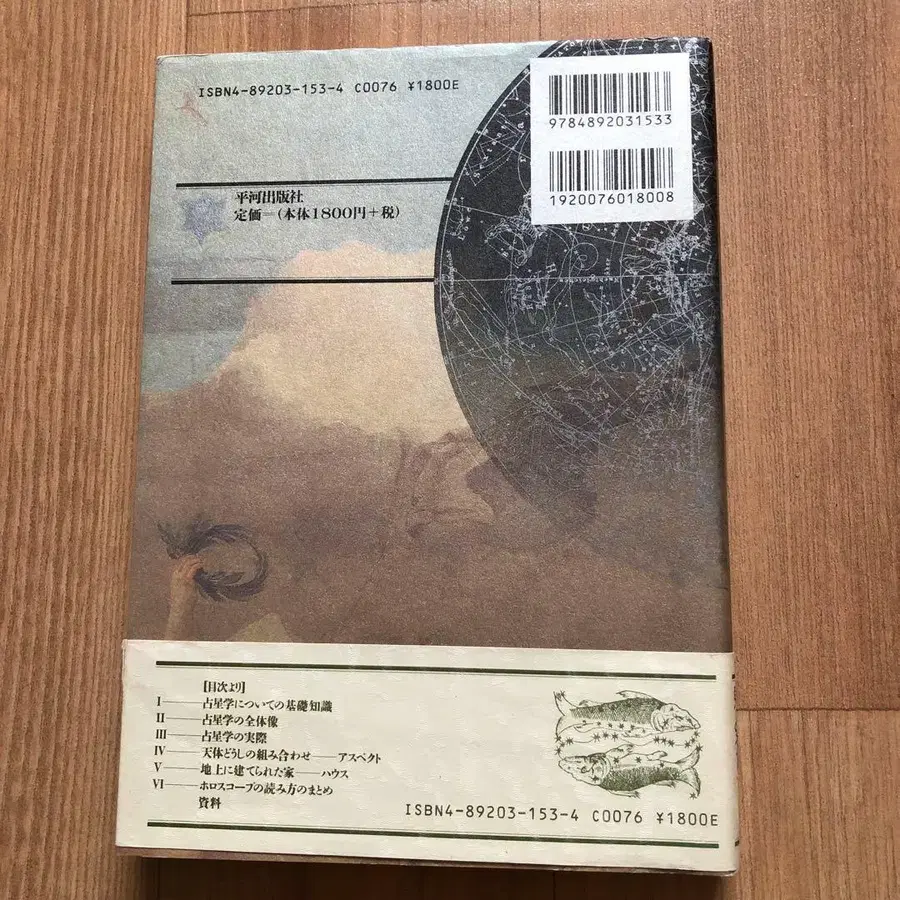 ISBN4-89203-153-4 C0076 ¥1800E
9784892031533
1920076018008
平河出版社
定価=(本体1800円+税)
[目次より]
I——占星学についての基礎知識
II——占星学の全体像
III——占星学の実際
IV——天体どうしの組み合わせ——アスペクト
V——地上に建てられた家——ハウス
VI——ホロスコープの読み方のまとめ
資料
ISBN4-89203-153-4 C0076 ¥1800E